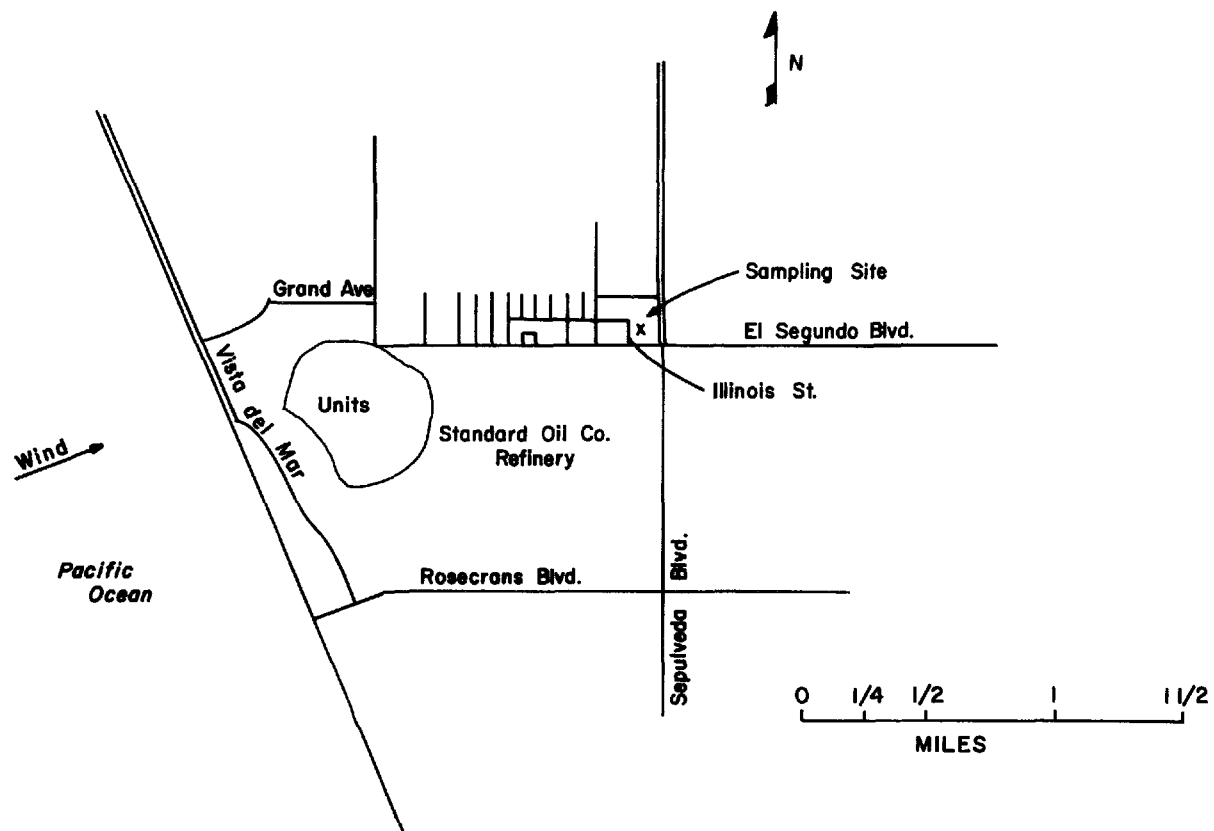 N
Grand Ave
Sampling Site
El Segundo Blvd.
Illinois St.
Vista del Mar
Units
Standard Oil Co.
Refinery
Wind
Pacific
Ocean
Rosecrans Blvd.
Sepulveda Blvd.
x
0 1/4 1/2 1 1 1/2
MILES